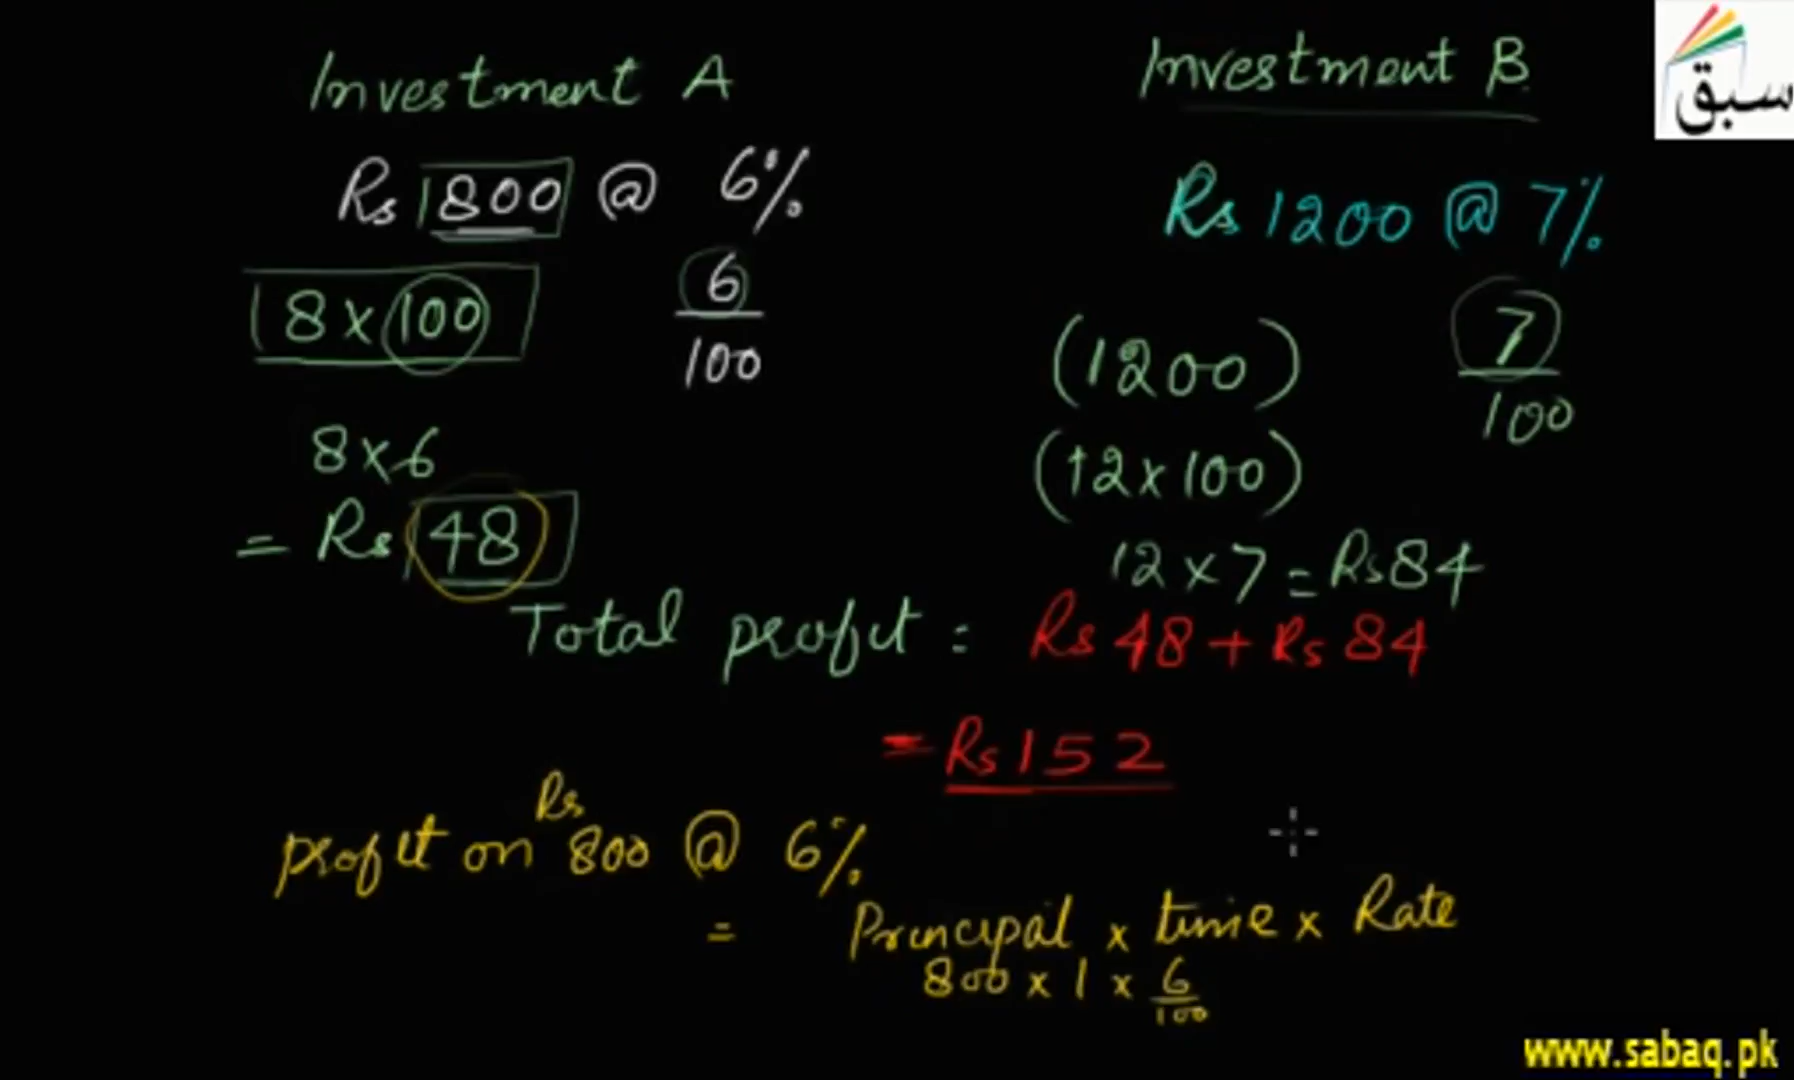 Investment A
Rs 800 @ 6%
8 x 100
6
100
8 x 6
= Rs 48
Investment B
Rs 1200 @ 7%
(1200)
7
100
(12 x 100)
12 x 7 = Rs 84
Total profit = Rs 48 + Rs 84
= Rs 152
profit on Rs 800 @ 6%
= Principal x time x Rate
800 x 1 x 6/100
سبق
www.sabaq.pk